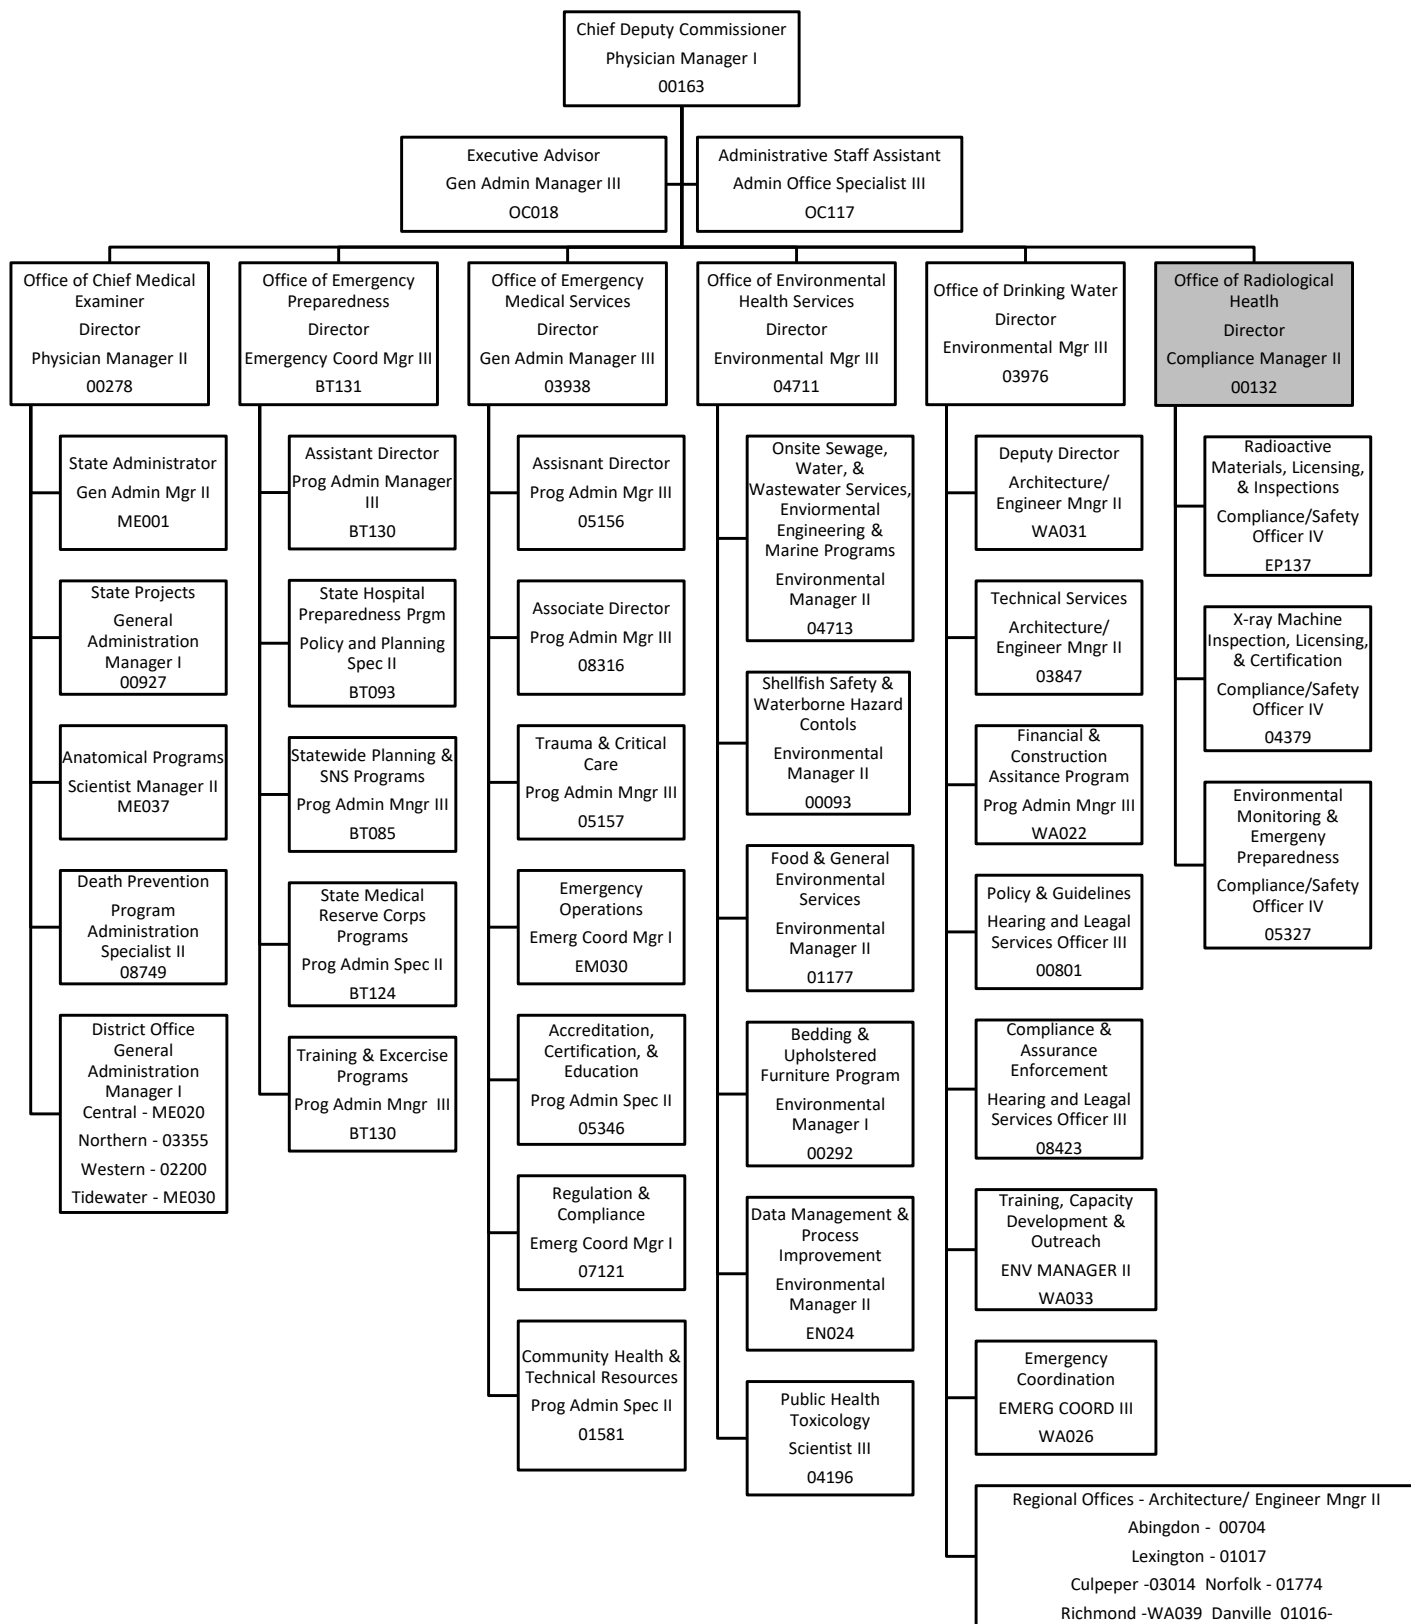 Chief Deputy Commissioner
Physician Manager I
00163
Executive Advisor
Gen Admin Manager III
OC018
Administrative Staff Assistant
Admin Office Specialist III
OC117
Office of Chief Medical
Examiner
Director
Physician Manager II
00278
State Administrator
Gen Admin Mgr II
ME001
State Projects
General
Administration
Manager I
00927
Anatomical Programs
Scientist Manager II
ME037
Death Prevention
Program
Administration
Specialist II
08749
District Office
General
Administration
Manager I
Central - ME020
Northern - 03355
Western - 02200
Tidewater - ME030
Office of Emergency
Preparedness
Director
Emergency Coord Mgr III
BT131
Assistant Director
Prog Admin Manager
III
BT130
State Hospital
Preparedness Prgm
Policy and Planning
Spec II
BT093
Statewide Planning &
SNS Programs
Prog Admin Mngr III
BT085
State Medical
Reserve Corps
Programs
Prog Admin Spec II
BT124
Training & Excercise
Programs
Prog Admin Mngr  III
BT130
Office of Emergency
Medical Services
Director
Gen Admin Manager III
03938
Assisnant Director
Prog Admin Mgr III
05156
Associate Director
Prog Admin Mgr III
08316
Trauma & Critical
Care
Prog Admin Mngr III
05157
Emergency
Operations
Emerg Coord Mgr I
EM030
Accreditation,
Certification, &
Education
Prog Admin Spec II
05346
Regulation &
Compliance
Emerg Coord Mgr I
07121
Community Health &
Technical Resources
Prog Admin Spec II
01581
Office of Environmental
Health Services
Director
Environmental Mgr III
04711
Onsite Sewage,
Water, &
Wastewater Services,
Enviormental
Engineering &
Marine Programs
Environmental
Manager II
04713
Shellfish Safety &
Waterborne Hazard
Contols
Environmental
Manager II
00093
Food & General
Environmental
Services
Environmental
Manager II
01177
Bedding &
Upholstered
Furniture Program
Environmental
Manager I
00292
Data Management &
Process
Improvement
Environmental
Manager II
EN024
Public Health
Toxicology
Scientist III
04196
Office of Drinking Water
Director
Environmental Mgr III
03976
Deputy Director
Architecture/
Engineer Mngr II
WA031
Technical Services
Architecture/
Engineer Mngr II
03847
Financial &
Construction
Assitance Program
Prog Admin Mngr III
WA022
Policy & Guidelines
Hearing and Leagal
Services Officer III
00801
Compliance &
Assurance
Enforcement
Hearing and Leagal
Services Officer III
08423
Training, Capacity
Development &
Outreach
ENV MANAGER II
WA033
Emergency
Coordination
EMERG COORD III
WA026
Regional Offices - Architecture/ Engineer Mngr II
Abingdon -  00704
Lexington - 01017
Culpeper -03014  Norfolk - 01774
Richmond -WA039  Danville  01016-
Office of Radiological
Heatlh
Director
Compliance Manager II
00132
Radioactive
Materials, Licensing,
& Inspections
Compliance/Safety
Officer IV
EP137
X-ray Machine
Inspection, Licensing,
& Certification
Compliance/Safety
Officer IV
04379
Environmental
Monitoring &
Emergeny
Preparedness
Compliance/Safety
Officer IV
05327